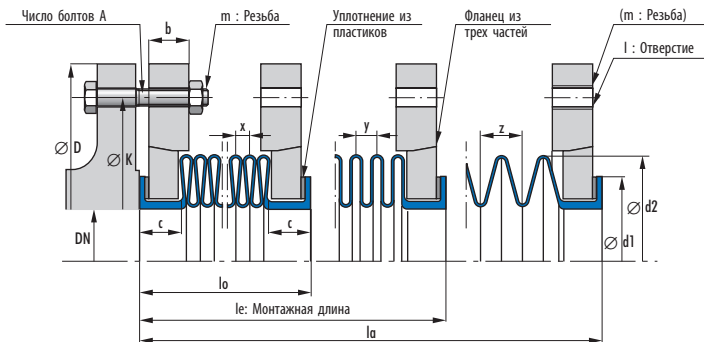 Число болтов A
b
m : Резьба
Уплотнение из
пластиков
Фланец из
трех частей
(m : Резьба)
l : Отверстие
Ø D
Ø K
x
y
z
DN
c
c
Ø d1
Ø d2
lo
le: Монтажная длина
la